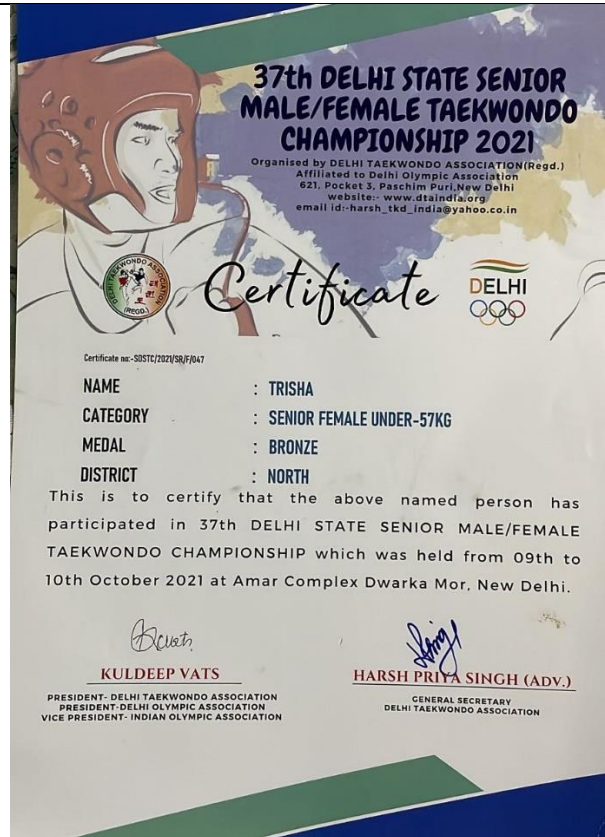 37th DELHI STATE SENIOR
MALE/FEMALE TAEKWONDO
CHAMPIONSHIP 2021
Organised by DELHI TAEKWONDO ASSOCIATION(Regd.)
Affiliated to Delhi Olympic Association
621, Pocket 3, Paschim Puri,New Delhi
website:- www.dtaindia.org
email id:-harsh_tkd_india@yahoo.co.in
DELHI TAEKWONDO ASSOCIATION
(REGD.)
Certificate
DELHI
Certificate no:-SDSTC/2021/SR/F/047
NAME : TRISHA
CATEGORY : SENIOR FEMALE UNDER-57KG
MEDAL : BRONZE
DISTRICT : NORTH
This is to certify that the above named person has
participated in 37th DELHI STATE SENIOR MALE/FEMALE
TAEKWONDO CHAMPIONSHIP which was held from 09th to
10th October 2021 at Amar Complex Dwarka Mor, New Delhi.
KULDEEP VATS
PRESIDENT- DELHI TAEKWONDO ASSOCIATION
PRESIDENT-DELHI OLYMPIC ASSOCIATION
VICE PRESIDENT- INDIAN OLYMPIC ASSOCIATION
HARSH PRIYA SINGH (ADV.)
GENERAL SECRETARY
DELHI TAEKWONDO ASSOCIATION